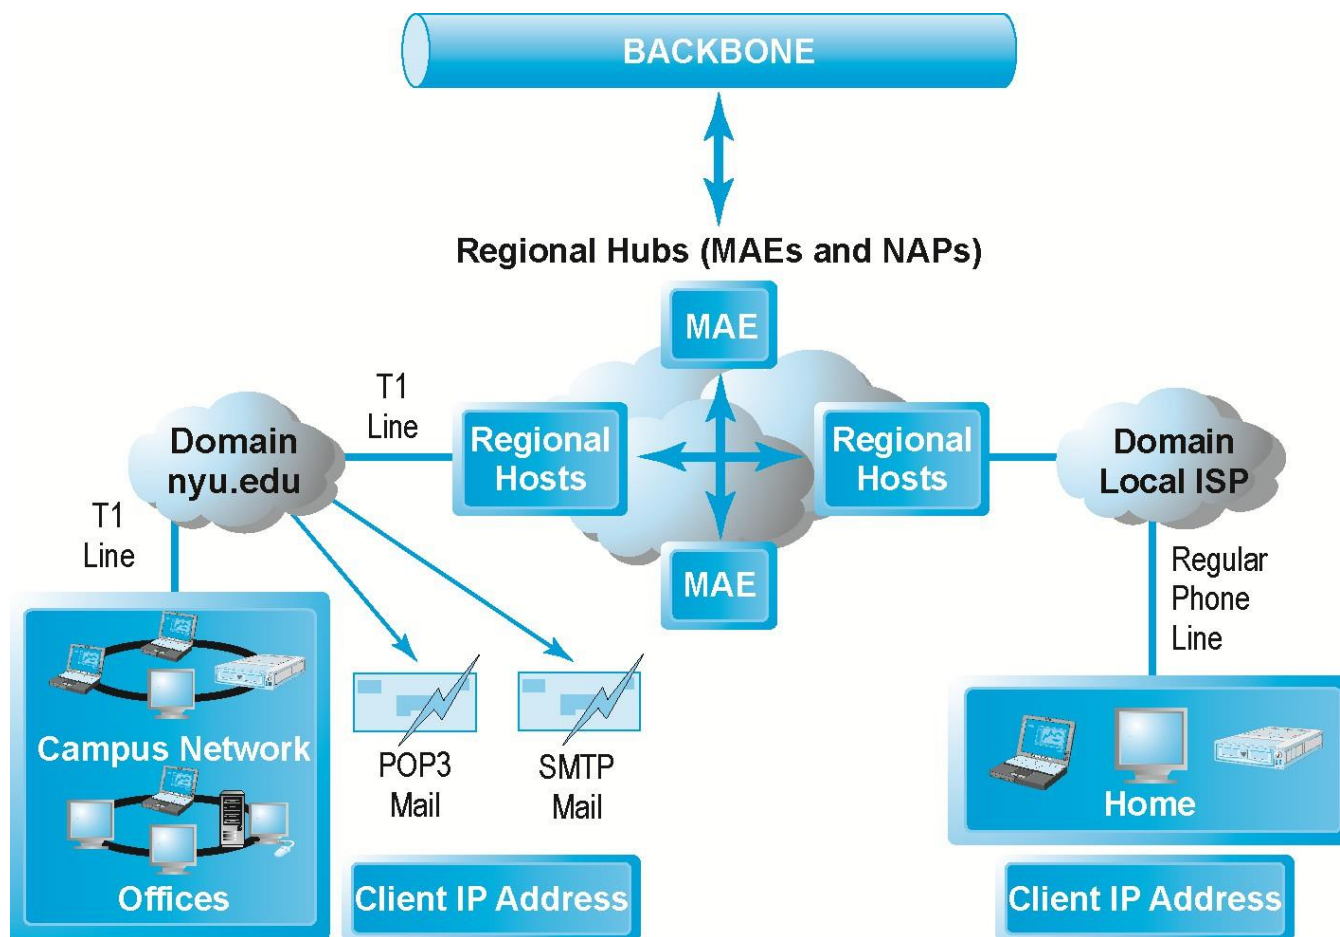 BACKBONE
Regional Hubs (MAEs and NAPs)
MAE
T1
Line
Regional
Hosts
Regional
Hosts
Domain
nyu.edu
Domain
Local ISP
T1
Line
MAE
Regular
Phone
Line
Campus Network
POP3
Mail
SMTP
Mail
Home
Offices
Client IP Address
Client IP Address